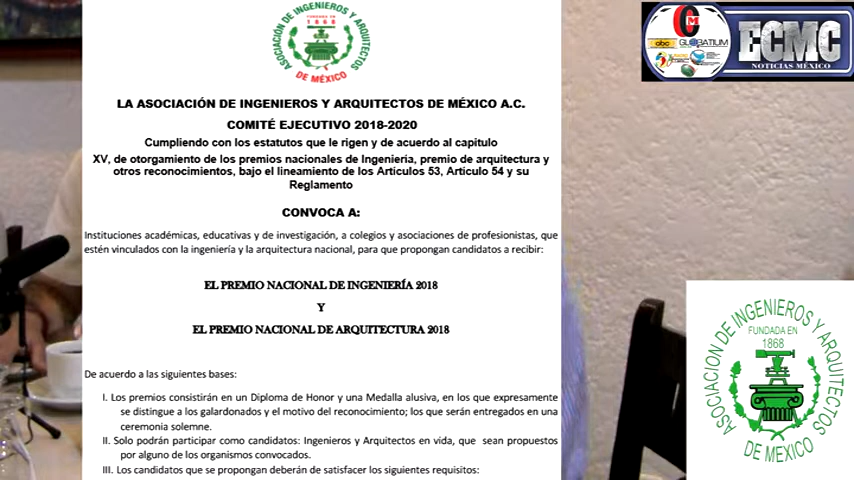 ASOCIACIÓN DE INGENIEROS Y ARQUITECTOS
FUNDADA EN
1868
DE MÉXICO
LA ASOCIACIÓN DE INGENIEROS Y ARQUITECTOS DE MÉXICO A.C.
COMITÉ EJECUTIVO 2018-2020
Cumpliendo con los estatutos que le rigen y de acuerdo al capitulo
XV, de otorgamiento de los premios nacionales de Ingeniería, premio de arquitectura y
otros reconocimientos, bajo el lineamiento de los Artículos 53, Artículo 54 y su
Reglamento
CONVOCA A:
Instituciones académicas, educativas y de investigación, a colegios y asociaciones de profesionistas, que
estén vinculados con la ingeniería y la arquitectura nacional, para que propongan candidatos a recibir:
EL PREMIO NACIONAL DE INGENIERÍA 2018
Y
EL PREMIO NACIONAL DE ARQUITECTURA 2018
De acuerdo a las siguientes bases:
I. Los premios consistirán en un Diploma de Honor y una Medalla alusiva, en los que expresamente
se distingue a los galardonados y el motivo del reconocimiento; los que serán entregados en una
ceremonia solemne.
II. Solo podrán participar como candidatos: Ingenieros y Arquitectos en vida, que sean propuestos
por alguno de los organismos convocados.
III. Los candidatos que se propongan deberán de satisfacer los siguientes requisitos:
CM
abc
GLOBATIUM
ECMC
NOTICIAS MÉXICO
ASOCIACION DE INGENIEROS Y ARQUITECTOS
FUNDADA EN
1868
DE MEXICO